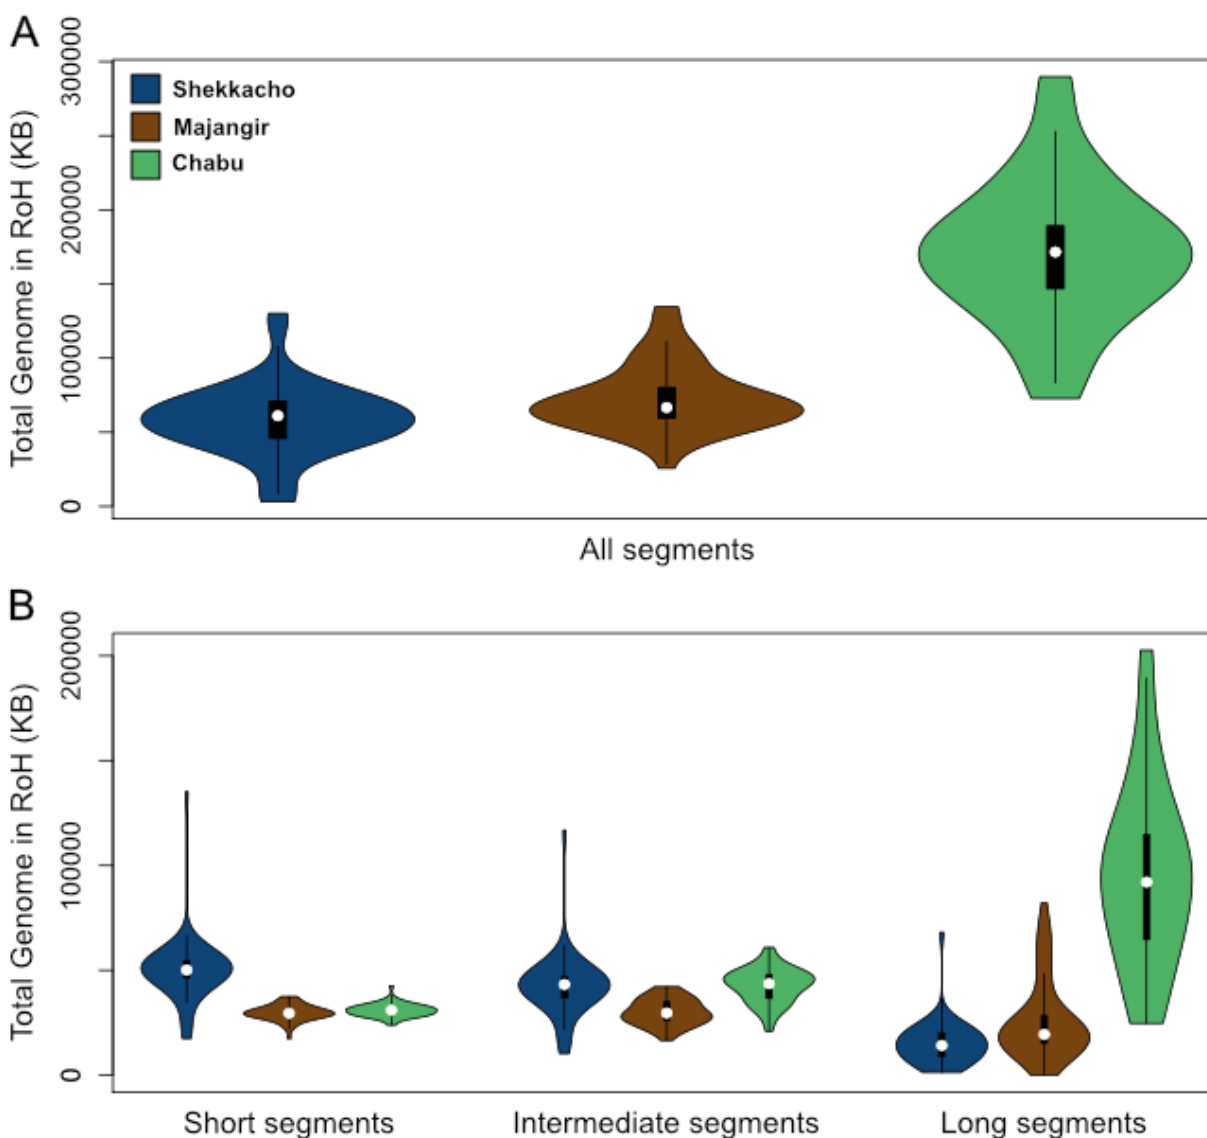 A
Total Genome in RoH (KB)
300000
200000
100000
0
Shekkacho
Majangir
Chabu
All segments
B
Total Genome in RoH (KB)
200000
100000
0
Short segments
Intermediate segments
Long segments